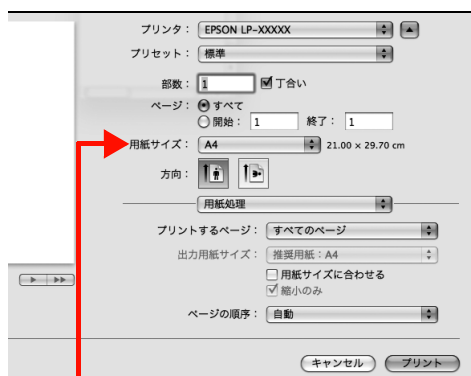 プリンタ： EPSON LP-XXXXX
プリセット： 標準
部数： 1 丁合い
ページ： すべて
開始： 1 終了： 1
用紙サイズ： A4 21.00 × 29.70 cm
方向：
用紙処理
プリントするページ： すべてのページ
出力用紙サイズ： 推奨用紙：A4
用紙サイズに合わせる
縮小のみ
ページの順序： 自動
キャンセル プリント